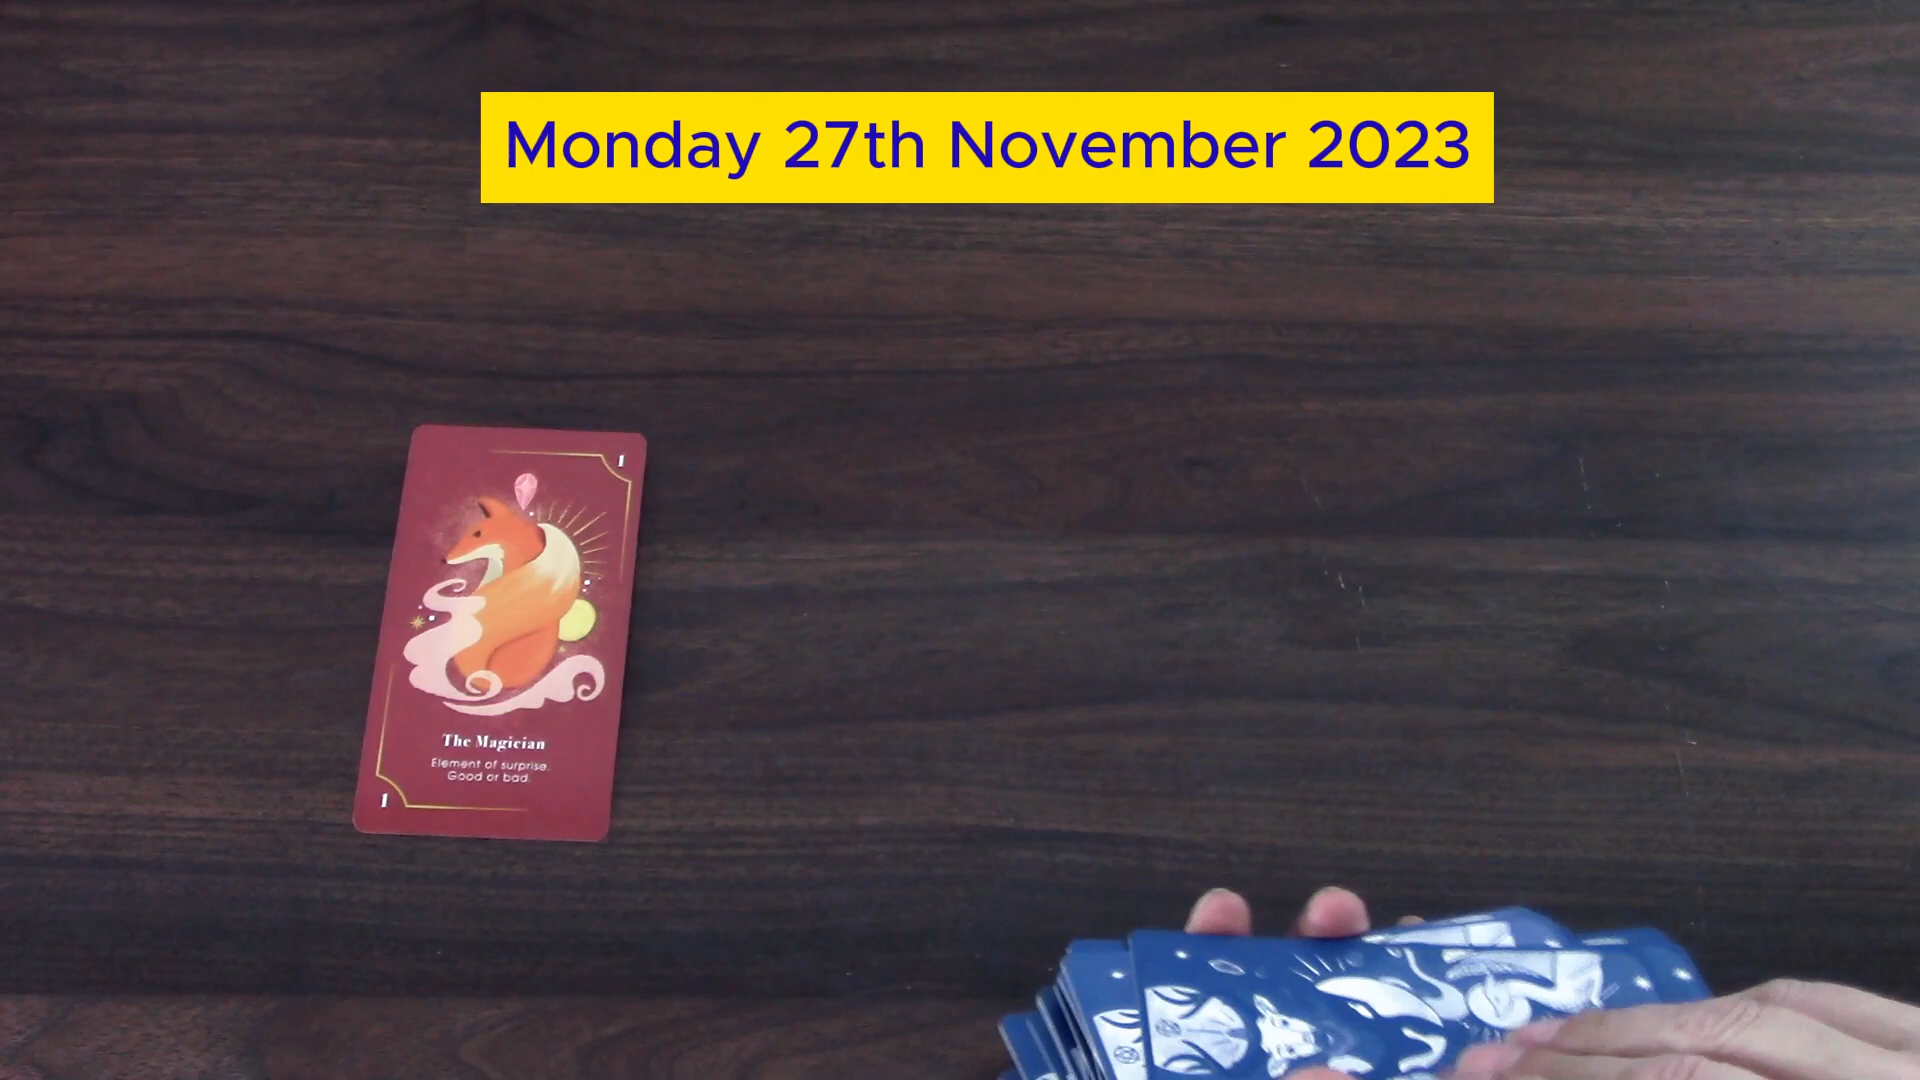 Monday 27th November 2023
1
The Magician
Element of surprise.
Good or bad.
1